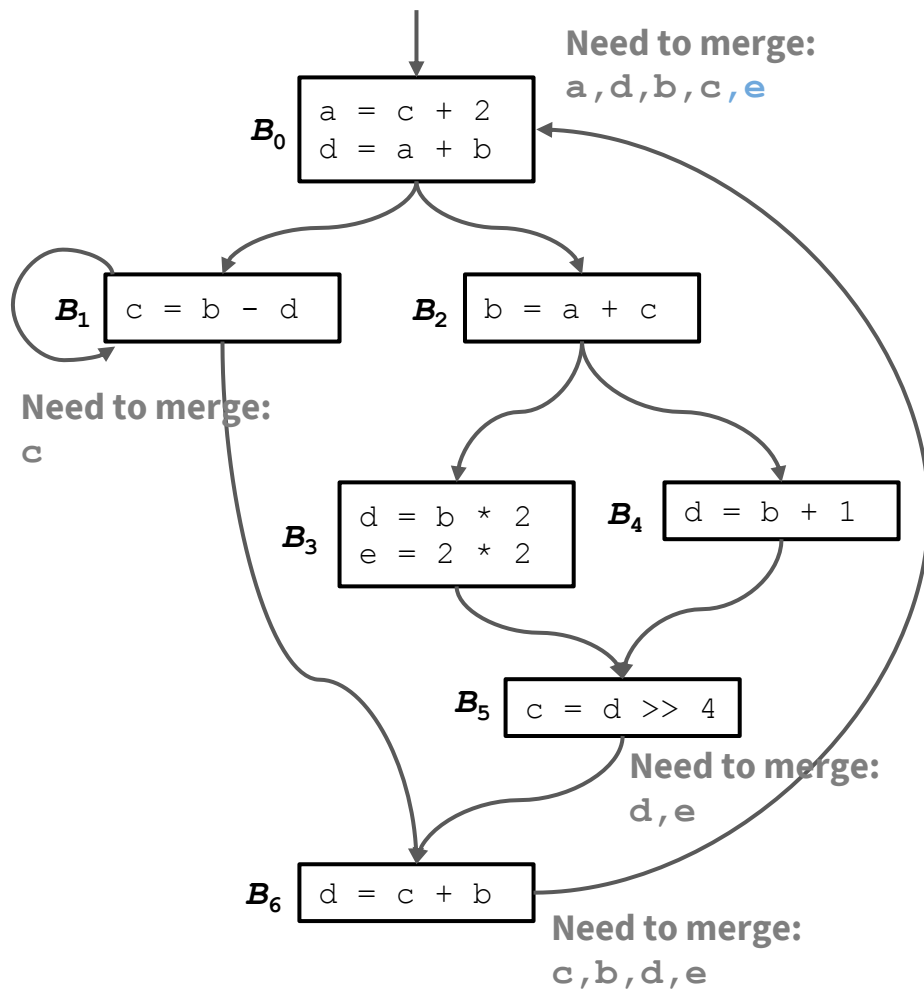 Need to merge:
a,d,b,c,e
B0
a = c + 2
d = a + b
B1
c = b - d
B2
b = a + c
Need to merge:
c
B3
d = b * 2
e = 2 * 2
B4
d = b + 1
B5
c = d >> 4
Need to merge:
d,e
B6
d = c + b
Need to merge:
c,b,d,e